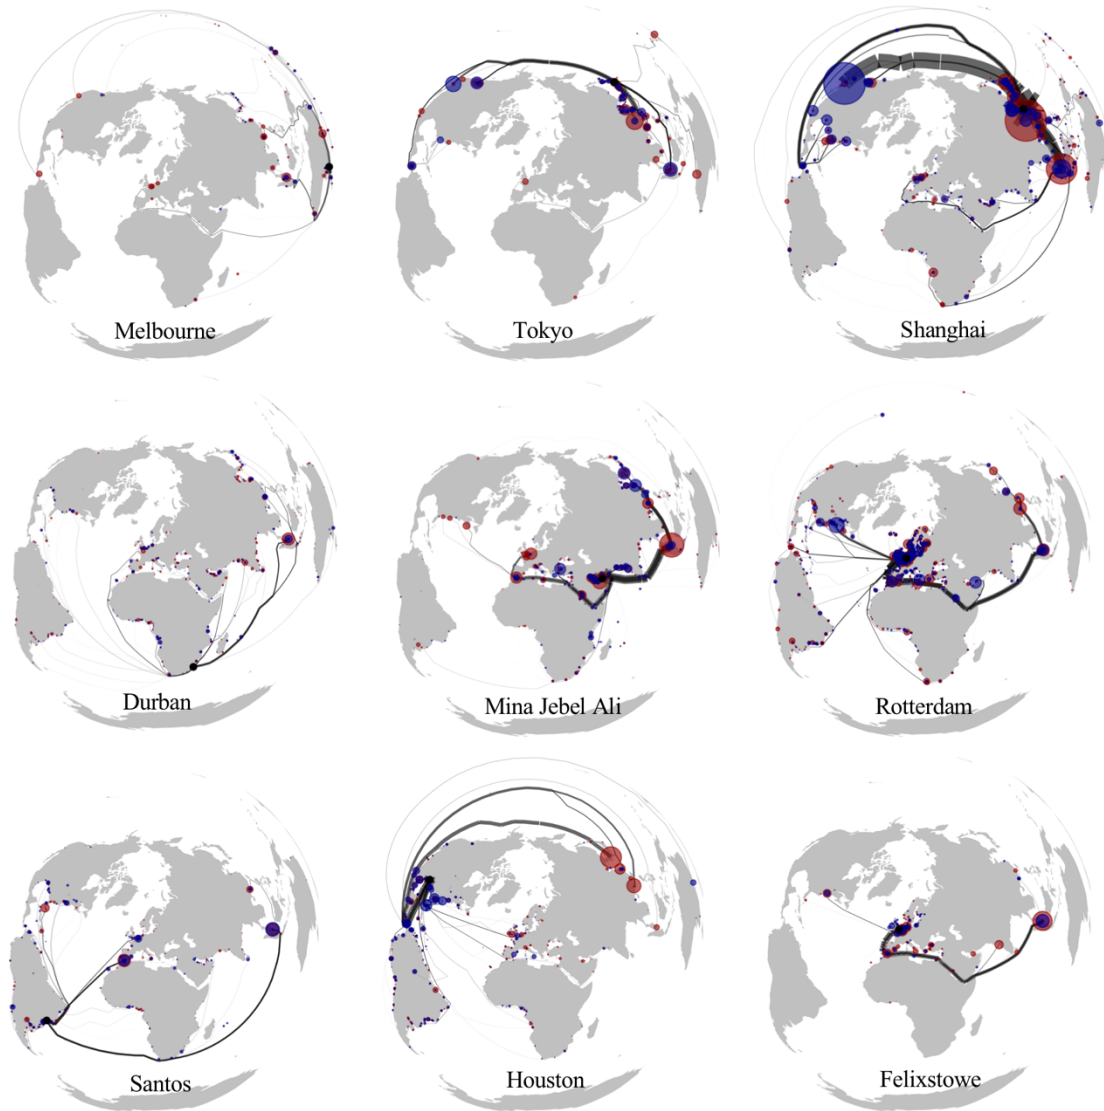 Melbourne
Tokyo
Shanghai
Durban
Mina Jebel Ali
Rotterdam
Santos
Houston
Felixstowe